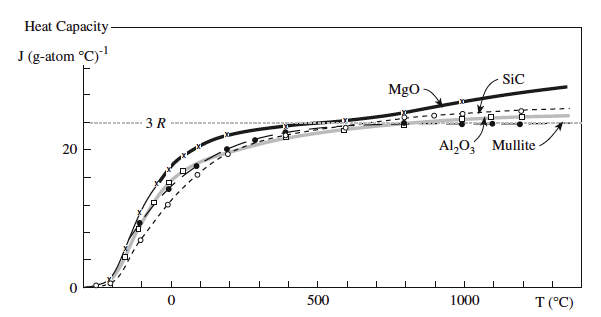 Heat Capacity
J (g-atom °C)⁻¹
MgO
SiC
3 R
20
Al₂O₃
Mullite
0
0
500
1000
T (°C)